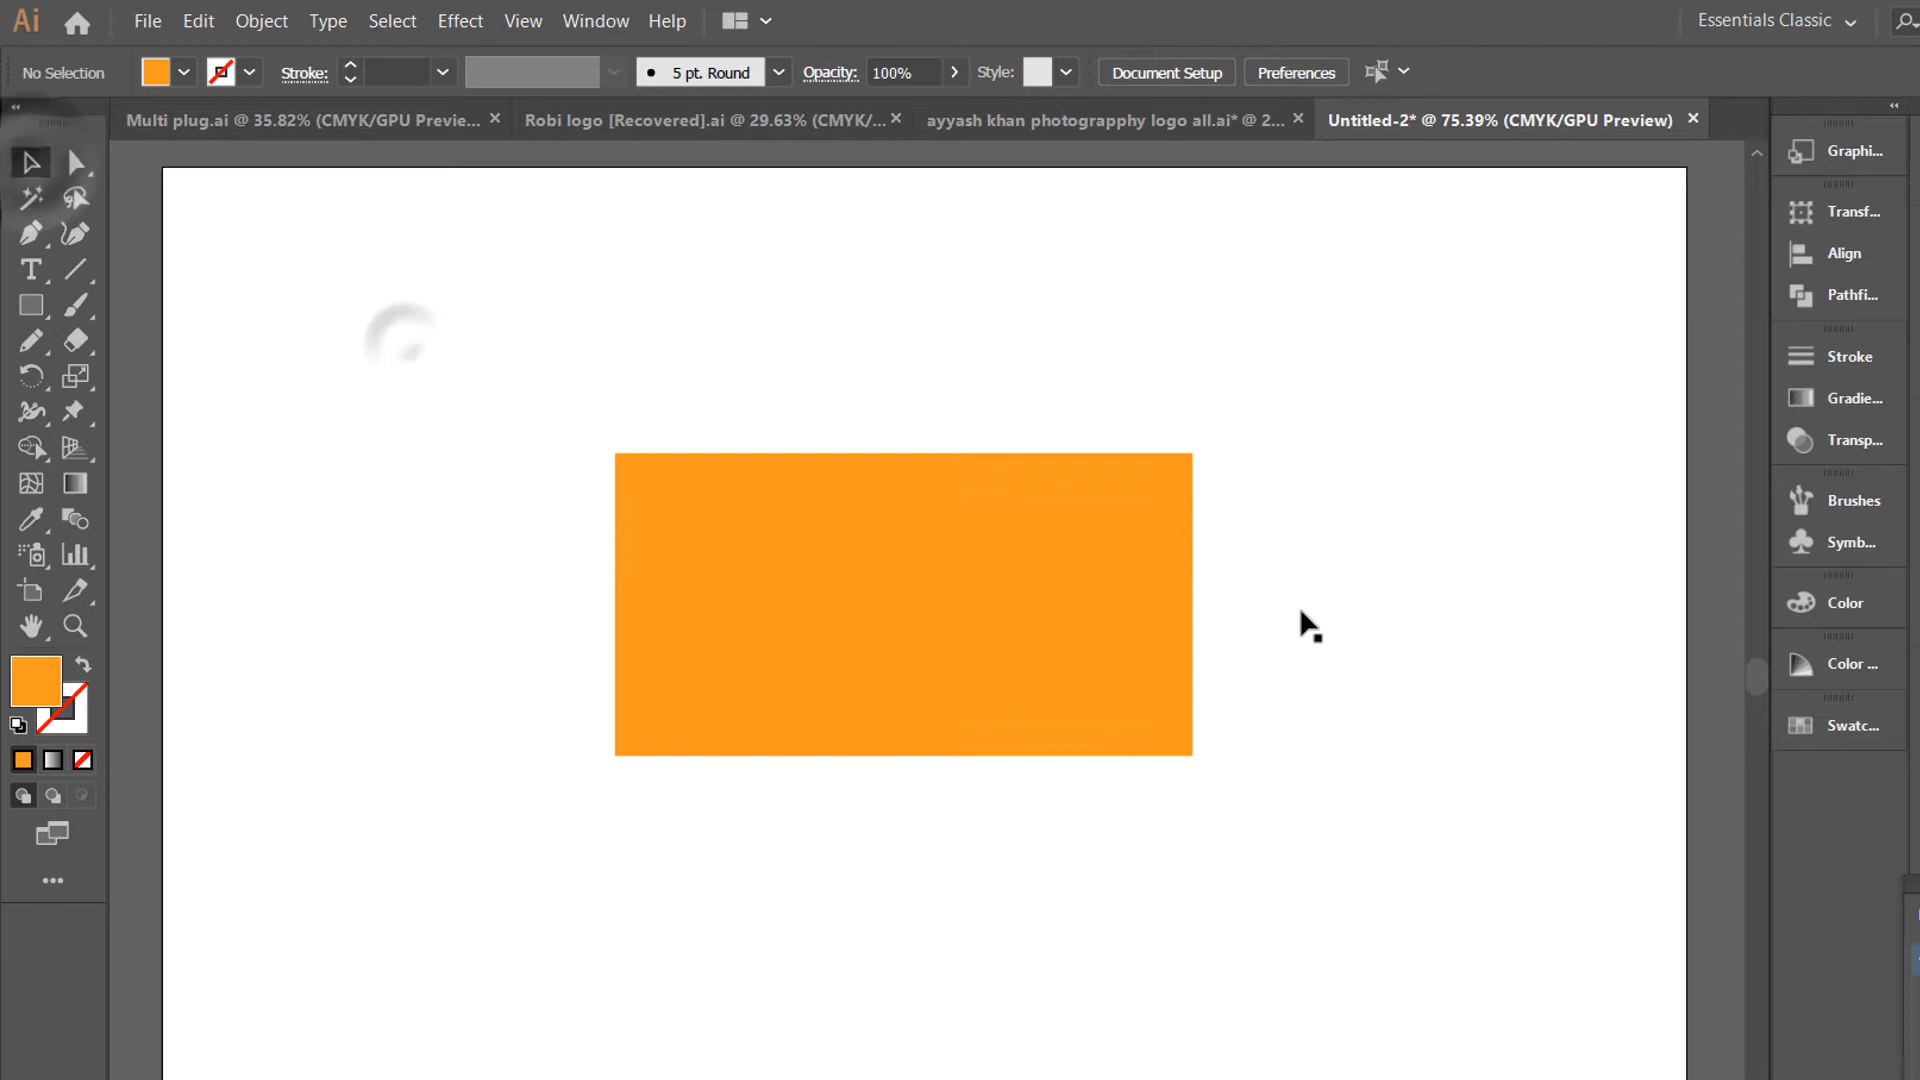 Ai File Edit Object Type Select Effect View Window Help Essentials Classic
No Selection Stroke: 5 pt. Round Opacity: 100% Style: Document Setup Preferences
Multi plug.ai @ 35.82% (CMYK/GPU Previe... Robi logo [Recovered].ai @ 29.63% (CMYK/... ayyash khan photograpphy logo all.ai* @ 2... Untitled-2* @ 75.39% (CMYK/GPU Preview)
Graphi...
Transf...
Align
Pathfi...
Stroke
Gradie...
Transp...
Brushes
Symb...
Color
Color ...
Swatc...